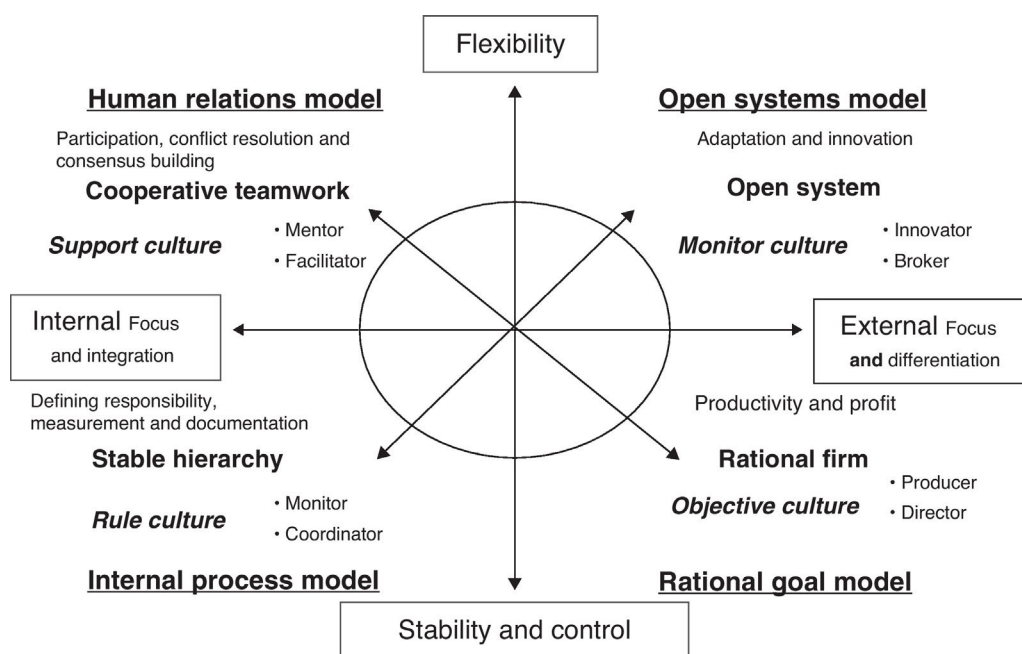 Flexibility
Human relations model
Participation, conflict resolution and
consensus building
Cooperative teamwork
Support culture
• Mentor
• Facilitator
Open systems model
Adaptation and innovation
Open system
Monitor culture
• Innovator
• Broker
Internal Focus
and integration
External Focus
and differentiation
Defining responsibility,
measurement and documentation
Stable hierarchy
Rule culture
• Monitor
• Coordinator
Internal process model
Productivity and profit
Rational firm
Objective culture
• Producer
• Director
Rational goal model
Stability and control